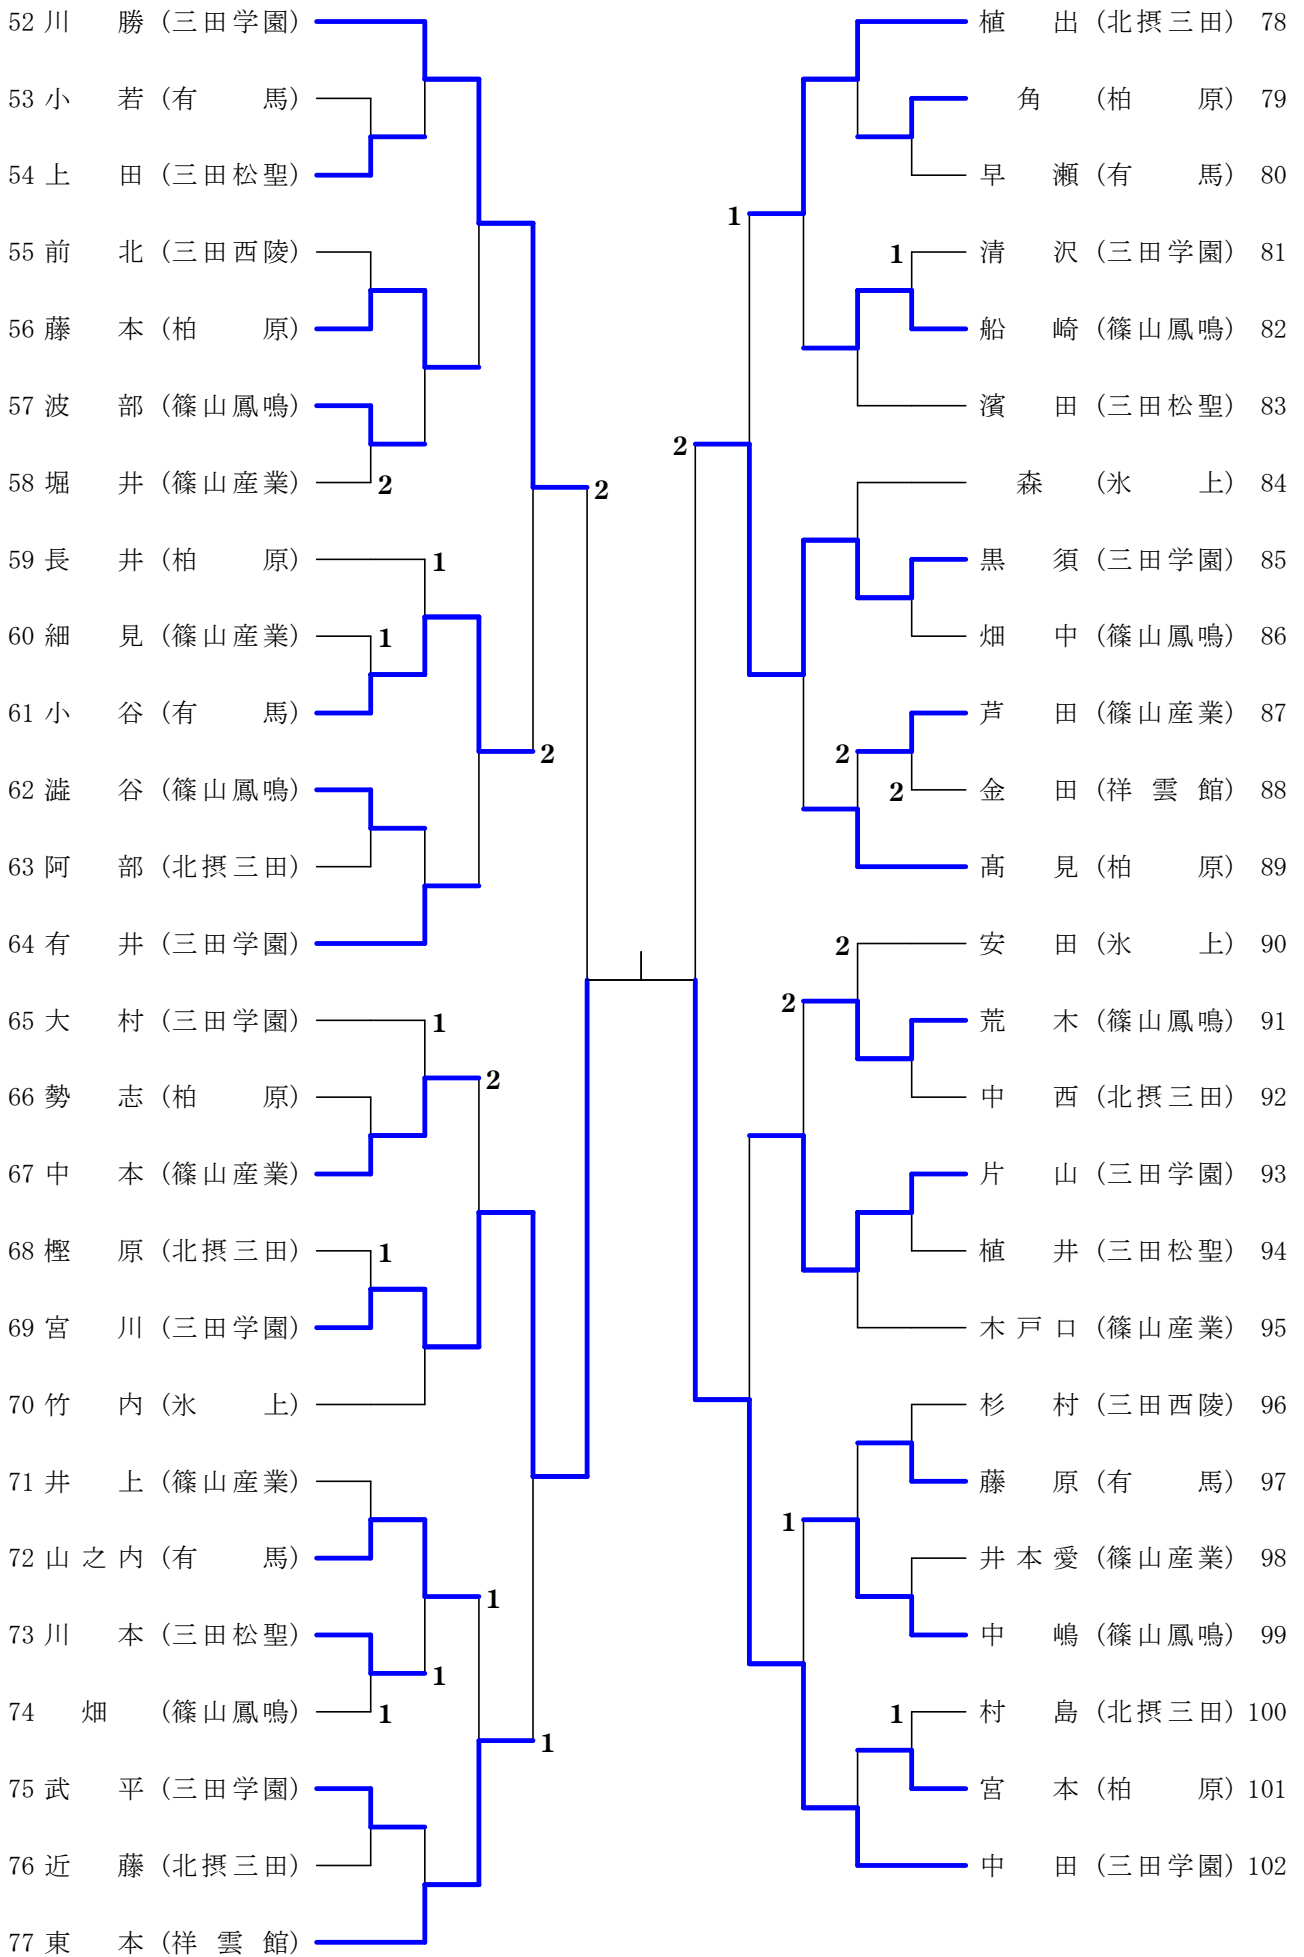 52 川 勝 (三田学園)
53 小 若 (有 馬)
54 上 田 (三田松聖)
55 前 北 (三田西陵)
56 藤 本 (柏 原)
57 波 部 (篠山鳳鳴)
58 堀 井 (篠山産業) 2
59 長 井 (柏 原) 1
60 細 見 (篠山産業) 1
61 小 谷 (有 馬)
62 澁 谷 (篠山鳳鳴)
63 阿 部 (北摂三田)
64 有 井 (三田学園)
65 大 村 (三田学園) 1
66 勢 志 (柏 原)
67 中 本 (篠山産業)
68 樫 原 (北摂三田) 1
69 宮 川 (三田学園)
70 竹 内 (氷 上)
71 井 上 (篠山産業)
72 山之内 (有 馬)
73 川 本 (三田松聖)
74 畑 (篠山鳳鳴) 1
75 武 平 (三田学園)
76 近 藤 (北摂三田)
77 東 本 (祥雲館)
2
2
2
1
1
1
植 出 (北摂三田) 78
角 (柏 原) 79
早 瀬 (有 馬) 80
1
1 清 沢 (三田学園) 81
船 崎 (篠山鳳鳴) 82
濱 田 (三田松聖) 83
2
森 (氷 上) 84
黒 須 (三田学園) 85
畑 中 (篠山鳳鳴) 86
芦 田 (篠山産業) 87
2
2 金 田 (祥雲館) 88
髙 見 (柏 原) 89
2 安 田 (氷 上) 90
2
荒 木 (篠山鳳鳴) 91
中 西 (北摂三田) 92
片 山 (三田学園) 93
植 井 (三田松聖) 94
木戸口 (篠山産業) 95
杉 村 (三田西陵) 96
藤 原 (有 馬) 97
1
井本愛 (篠山産業) 98
中 嶋 (篠山鳳鳴) 99
1 村 島 (北摂三田) 100
宮 本 (柏 原) 101
中 田 (三田学園) 102